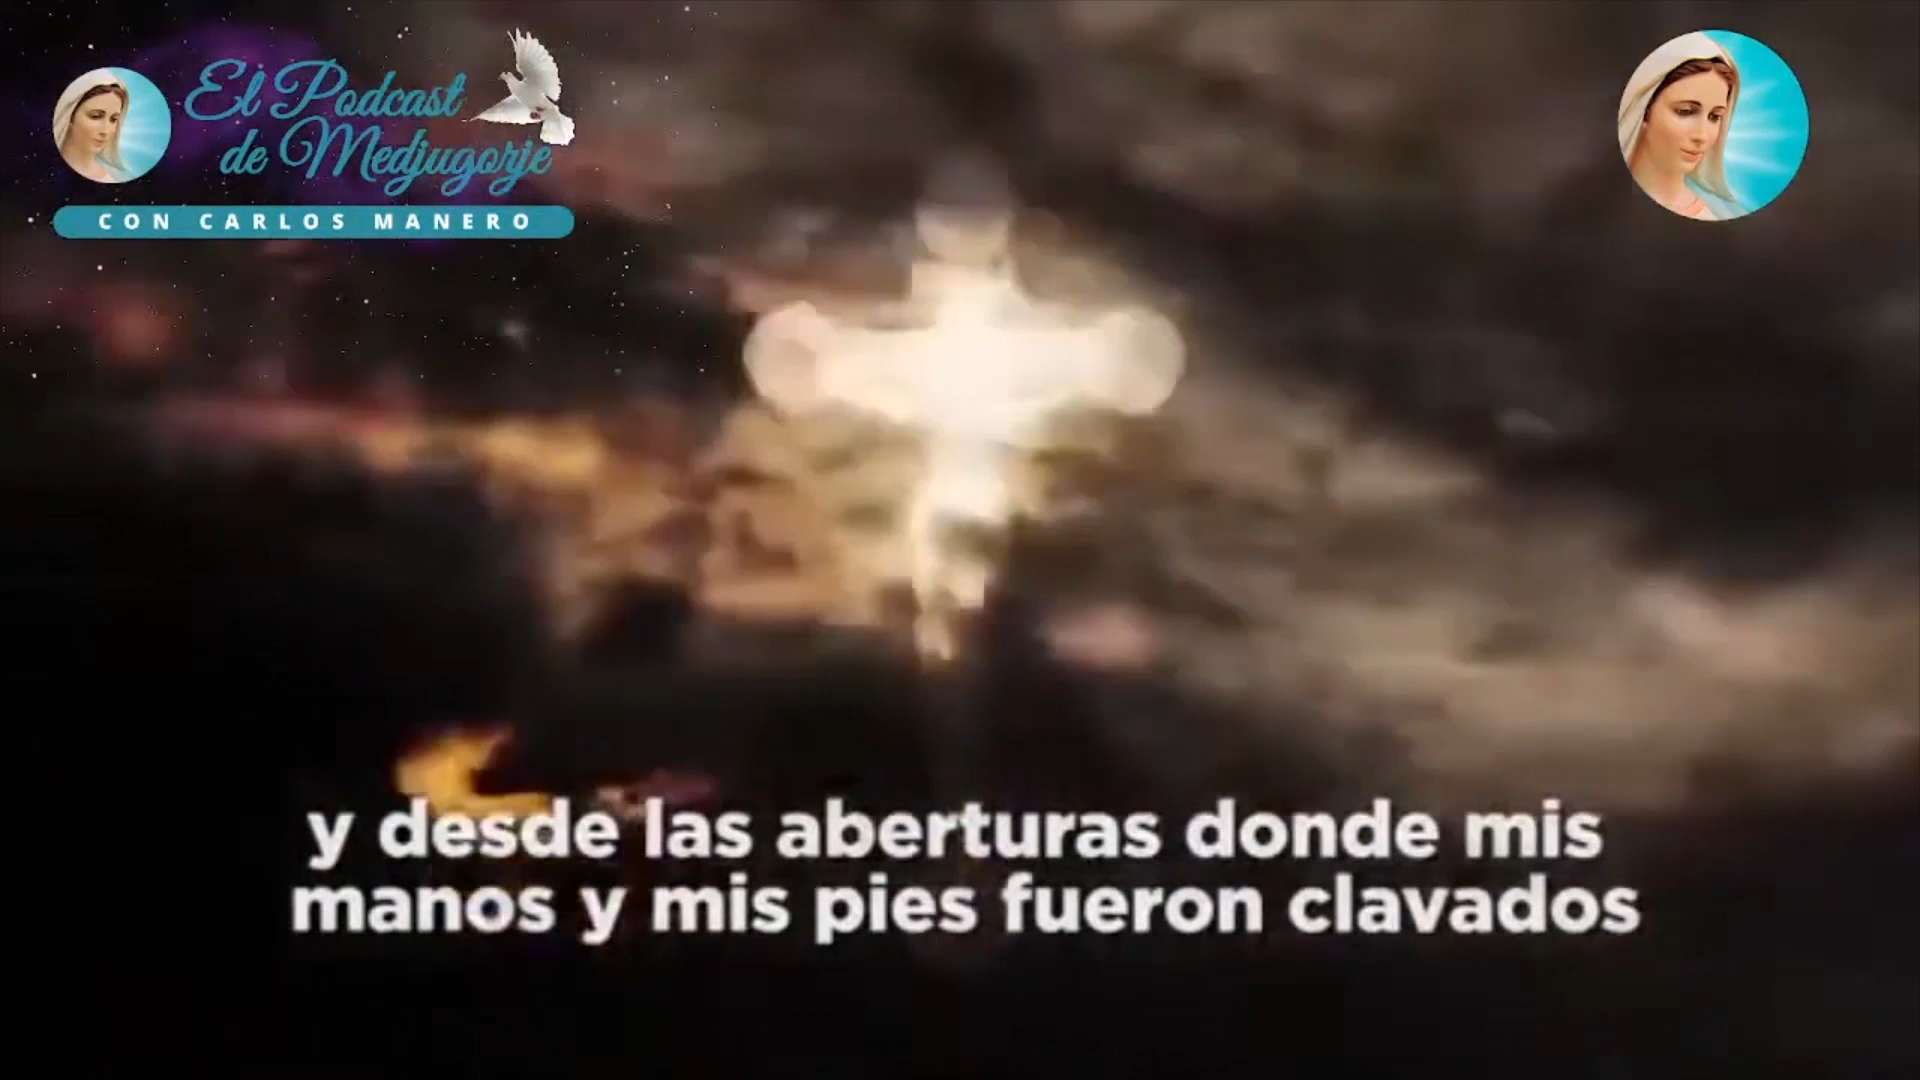 El Podcast
de Medjugorje
CON CARLOS MANERO
y desde las aberturas donde mis
manos y mis pies fueron clavados